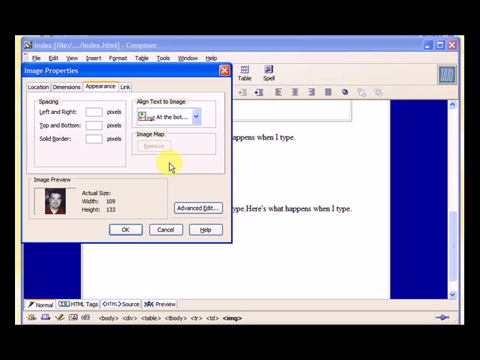 index [file:/.../index.html] - Composer
File Edit View Insert Format Table Tools Window Help
Image Properties
Table Spell
Location Dimensions Appearance Link
Spacing
Left and Right: pixels
Top and Bottom: pixels
Solid Border: pixels
Align Text to Image
At the bot...
Image Map
Remove
happens when I type.
Image Preview
Actual Size:
Width: 109
Height: 133
Advanced Edit...
ype.Here's what happens when I type.
OK Cancel Help
Normal HTML Tags Source Preview
<body> <div> <table> <tbody> <tr> <td> <img>